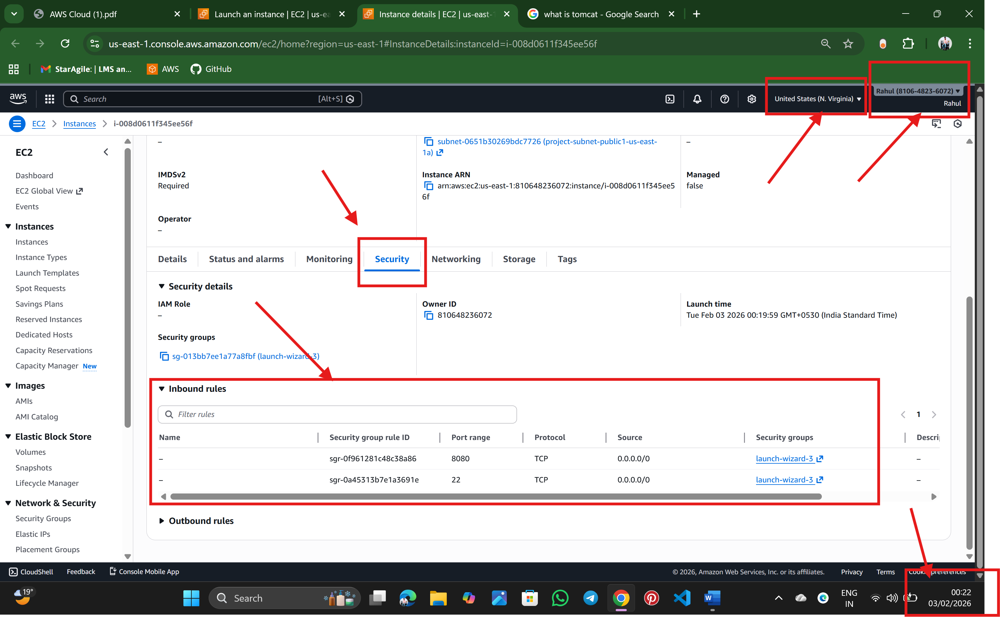 AWS Cloud (1).pdf
Launch an instance | EC2 | us-ea
Instance details | EC2 | us-east-1
what is tomcat - Google Search
us-east-1.console.aws.amazon.com/ec2/home?region=us-east-1#InstanceDetails:instanceId=i-008d0611f345ee56f
StarAgile: | LMS an...
AWS
GitHub
aws
Search
[Alt+S]
United States (N. Virginia)
Rahul (8106-4823-6072)
Rahul
EC2
Instances
i-008d0611f345ee56f
EC2
Dashboard
EC2 Global View
Events
Instances
Instances
Instance Types
Launch Templates
Spot Requests
Savings Plans
Reserved Instances
Dedicated Hosts
Capacity Reservations
Capacity Manager New
Images
AMIs
AMI Catalog
Elastic Block Store
Volumes
Snapshots
Lifecycle Manager
Network & Security
Security Groups
Elastic IPs
Placement Groups
–
subnet-0651b30269bdc7726 (project-subnet-public1-us-east-
1a)
–
IMDSv2
Required
Instance ARN
arn:aws:ec2:us-east-1:810648236072:instance/i-008d0611f345ee5
6f
Managed
false
Operator
–
Details
Status and alarms
Monitoring
Security
Networking
Storage
Tags
Security details
IAM Role
–
Owner ID
810648236072
Launch time
Tue Feb 03 2026 00:19:59 GMT+0530 (India Standard Time)
Security groups
sg-013bb7ee1a77a8fbf (launch-wizard-3)
Inbound rules
Filter rules
1
Name Security group rule ID Port range Protocol Source Security groups Descri
– sgr-0f961281c48c38a86 8080 TCP 0.0.0.0/0 launch-wizard-3 –
– sgr-0a45313b7e1a3691e 22 TCP 0.0.0.0/0 launch-wizard-3 –
Outbound rules
CloudShell
Feedback
Console Mobile App
© 2026, Amazon Web Services, Inc. or its affiliates.
Privacy
Terms
Cookie preferences
19°
Search
ENG
IN
00:22
03/02/2026